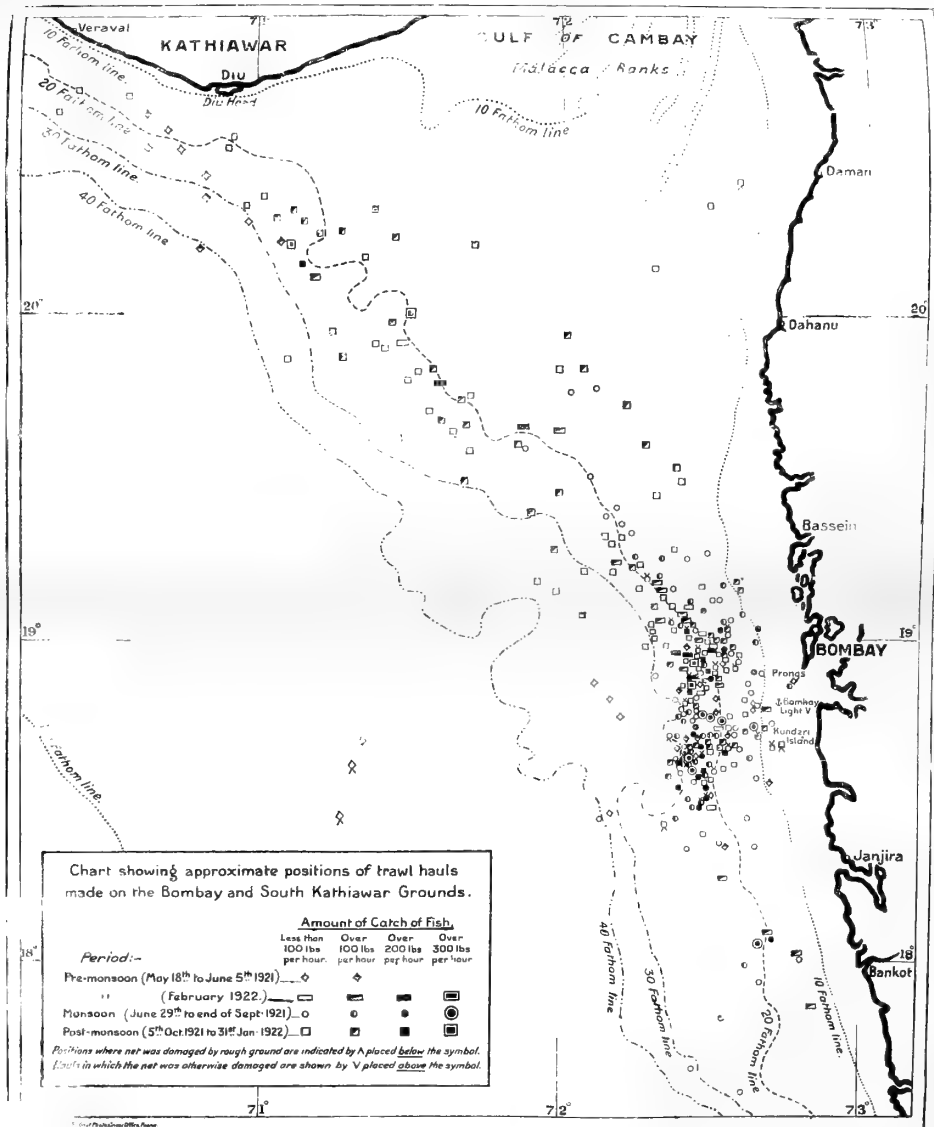 71
72
73
Veraval
KATHIAWAR
GULF OF CAMBAY
Malacca Banks
10 Fathom line.
Diu
Diu Head
20 Fathom line
10 Fathom line
30 Fathom line.
Daman
40 Fathom line
20°
20°
Dahanu
Bassein
19°
19°
BOMBAY
Prongs
Bombay
Light V
Kundari
Island
Fathom line.
Janjira
Chart showing approximate positions of trawl hauls
made on the Bombay and South Kathiawar Grounds.
Amount of Catch of Fish,
Less than 100 lbs per hour.
Over 100 lbs per hour
Over 200 lbs per hour
Over 300 lbs per hour
Period:-
Pre-monsoon (May 18th to June 5th 1921)
" (February 1922.)
Monsoon (June 29th to end of Sept. 1921)
Post-monsoon (5th Oct. 1921 to 31st Jan. 1922)
Positions where net was damaged by rough ground are indicated by Λ placed below the symbol.
Hauls in which the net was otherwise damaged are shown by V placed above the symbol.
18°
18
Bankot
40 Fathom line
30 Fathom line
20 Fathom line
10 Fathom line.
71°
72
73